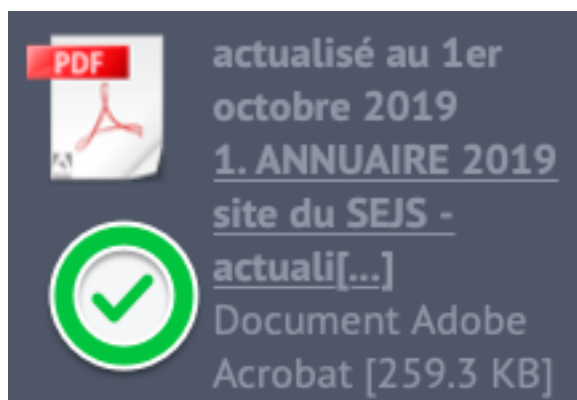 PDF
actualisé au 1er
octobre 2019
1. ANNUAIRE 2019
site du SEJS -
actuali[...]
Document Adobe
Acrobat [259.3 KB]